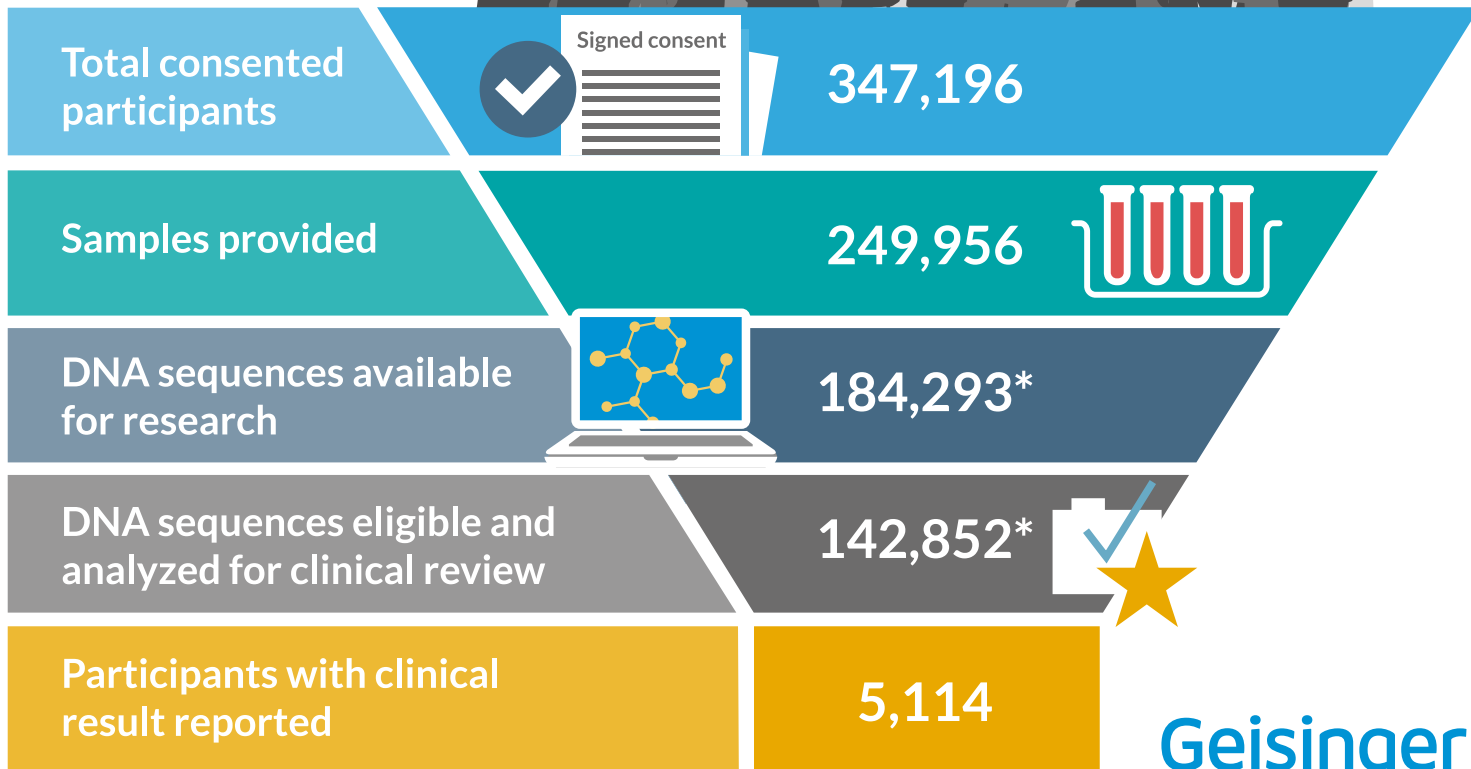 Total consented
participants
Signed consent
347,196
Samples provided
249,956
DNA sequences available
for research
184,293*
DNA sequences eligible and
analyzed for clinical review
142,852*
Participants with clinical
result reported
5,114
Geisinger